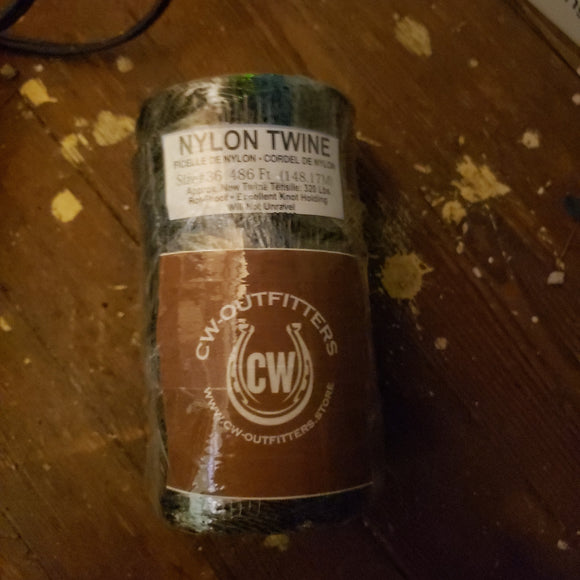 NYLON TWINE
FICELLE DE NYLON - CORDEL DE NYLON
Size#36 486 Ft. (148.17M)
Approx. New Twine Tensile: 320 Lbs.
Rot-Proof • Excellent Knot Holding
Will Not Unravel
CW-OUTFITTERS
CW
WWW.CW-OUTFITTERS.STORE